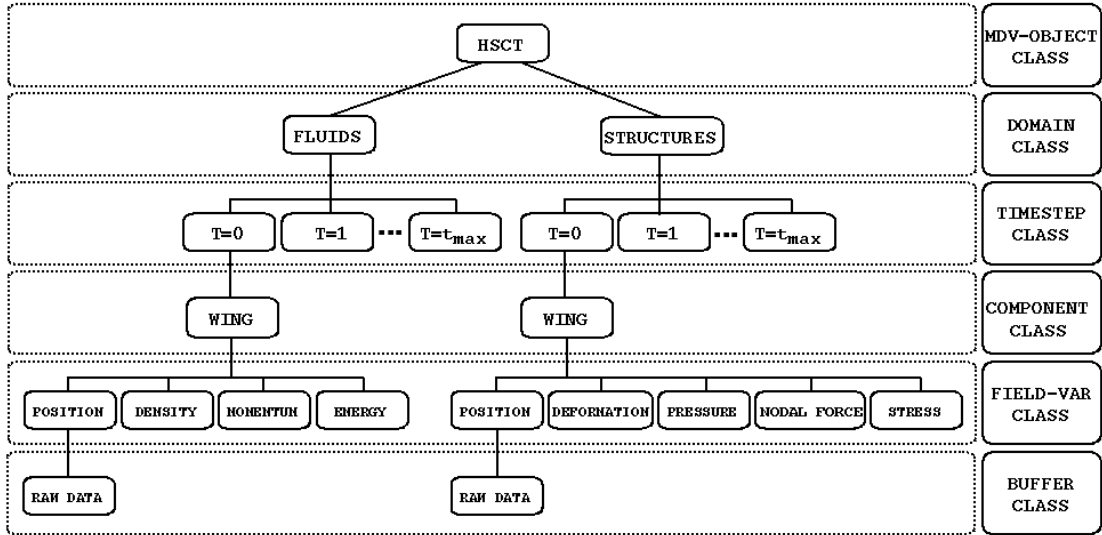 HSCT
MDV-OBJECT
CLASS
FLUIDS
STRUCTURES
DOMAIN
CLASS
T=0
T=1
T=tmax
T=0
T=1
T=tmax
TIMESTEP
CLASS
WING
WING
COMPONENT
CLASS
POSITION
DENSITY
MOMENTUM
ENERGY
POSITION
DEFORMATION
PRESSURE
NODAL FORCE
STRESS
FIELD-VAR
CLASS
RAW DATA
RAW DATA
BUFFER
CLASS